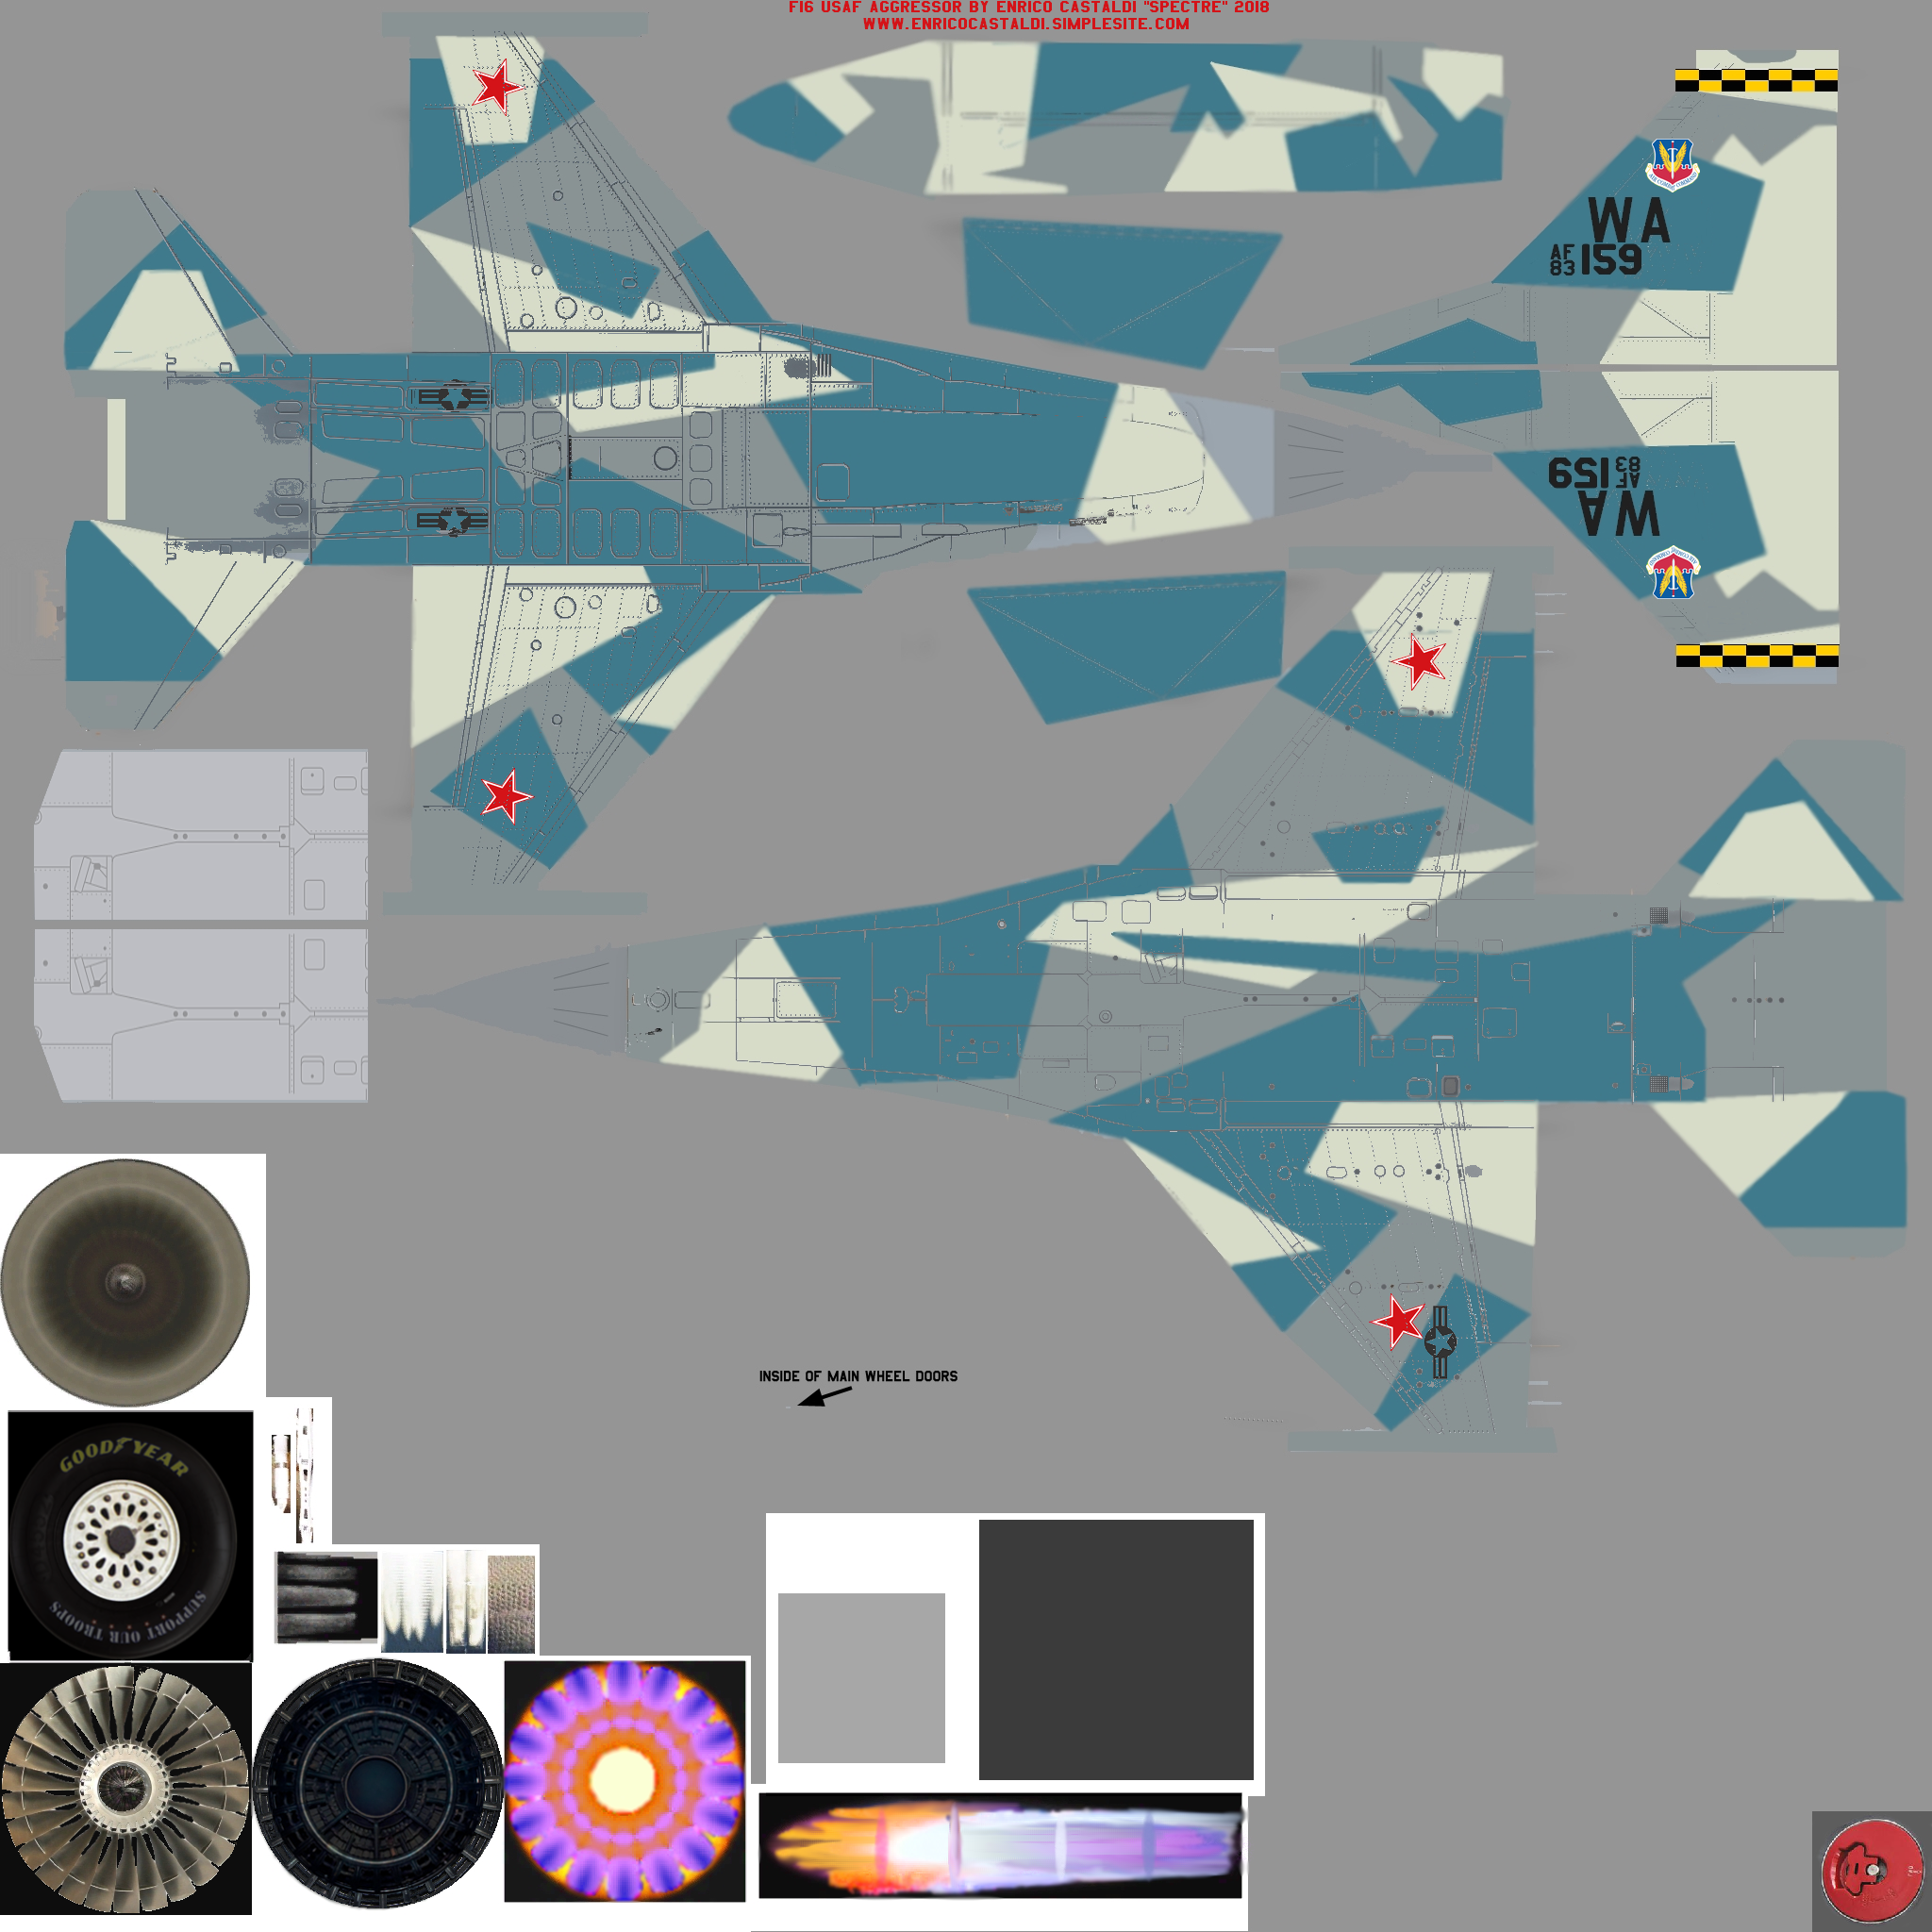 F16 USAF AGGRESSOR BY ENRICO CASTALDI "SPECTRE" 2018
WWW.ENRICOCASTALDI.SIMPLESITE.COM
WA
AF
83 159
AF
83 159
WA
INSIDE OF MAIN WHEEL DOORS
GOODYEAR
SUPPORT OUR TROOPS